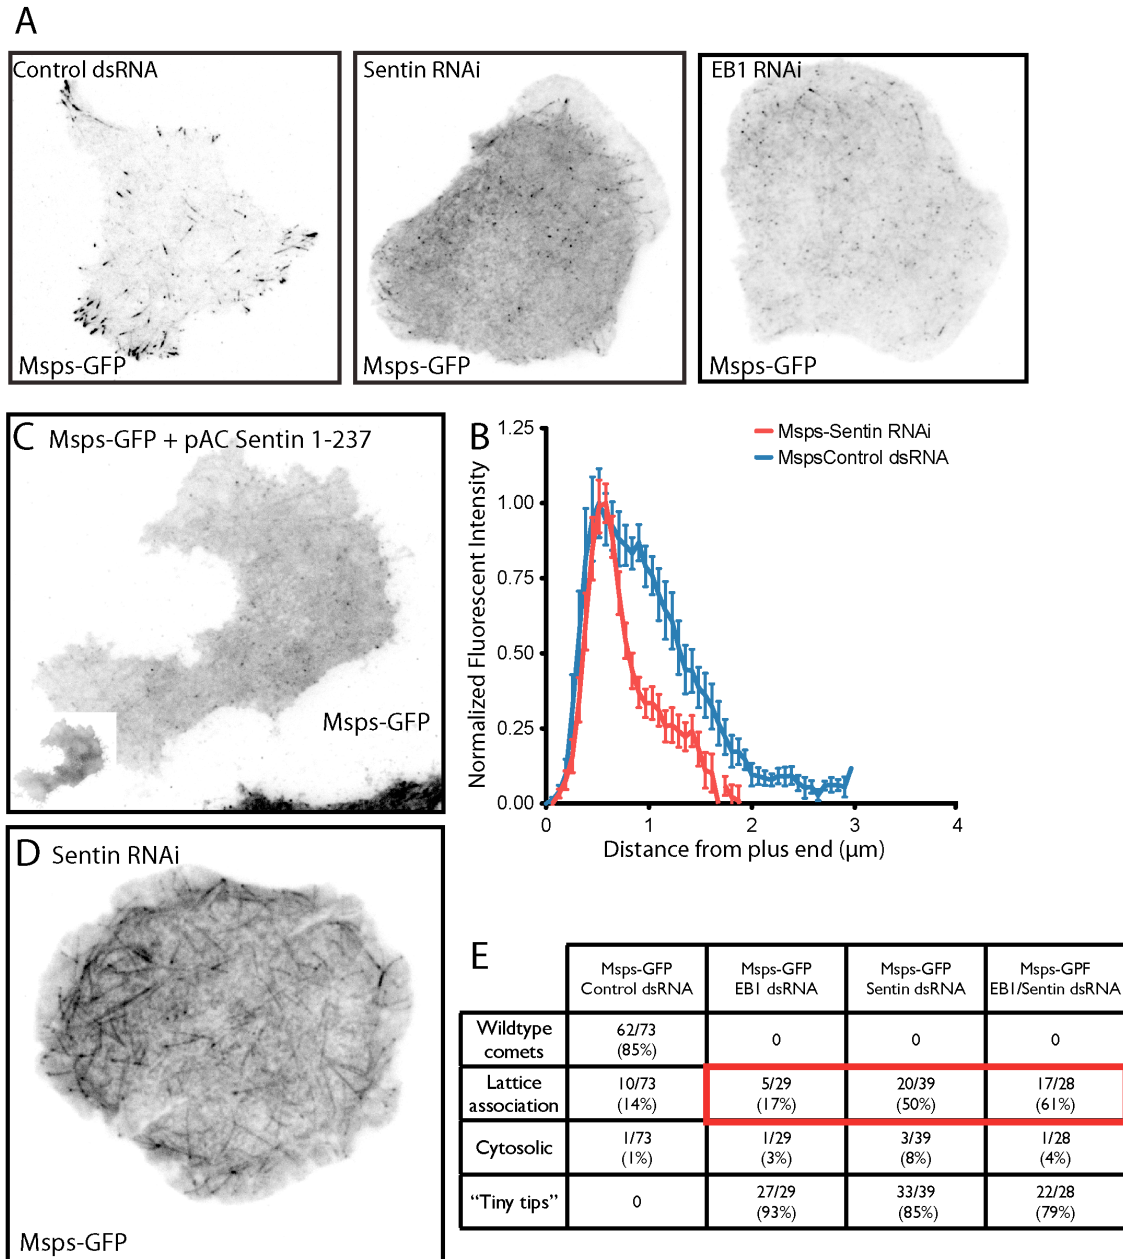 A
Control dsRNA
Msps-GFP
Sentin RNAi
Msps-GFP
EB1 RNAi
Msps-GFP
C Msps-GFP + pAC Sentin 1-237
Msps-GFP
B
Msps-Sentin RNAi
MspsControl dsRNA
Normalized Fluorescent Intensity
1.25
1.00
0.75
0.50
0.25
0.00
0 1 2 3 4
Distance from plus end (μm)
D Sentin RNAi
Msps-GFP
E
Msps-GFP
Control dsRNA
Msps-GFP
EB1 dsRNA
Msps-GFP
Sentin dsRNA
Msps-GPF
EB1/Sentin dsRNA
Wildtype
comets
62/73
(85%)
0
0
0
Lattice
association
10/73
(14%)
5/29
(17%)
20/39
(50%)
17/28
(61%)
Cytosolic
1/73
(1%)
1/29
(3%)
3/39
(8%)
1/28
(4%)
“Tiny tips”
0
27/29
(93%)
33/39
(85%)
22/28
(79%)